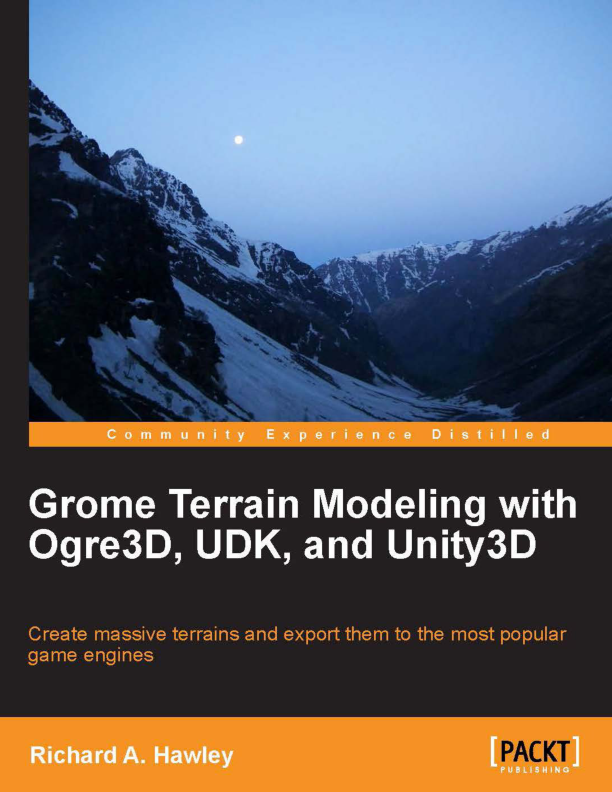 Community Experience Distilled
Grome Terrain Modeling with
Ogre3D, UDK, and Unity3D
Create massive terrains and export them to the most popular
game engines
Richard A. Hawley
[PACKT]
PUBLISHING